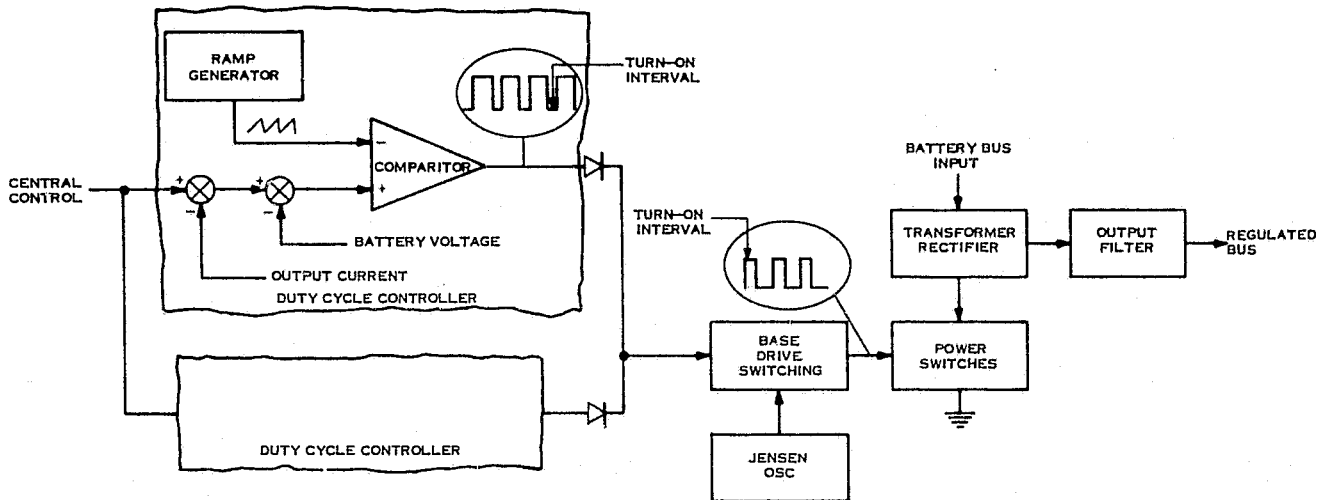 RAMP
GENERATOR
TURN-ON
INTERVAL
-
COMPARITOR
+
CENTRAL
CONTROL
+
-
+
-
BATTERY VOLTAGE
OUTPUT CURRENT
DUTY CYCLE CONTROLLER
BATTERY BUS
INPUT
TURN-ON
INTERVAL
TRANSFORMER
RECTIFIER
OUTPUT
FILTER
REGULATED
BUS
BASE
DRIVE
SWITCHING
POWER
SWITCHES
DUTY CYCLE CONTROLLER
JENSEN
OSC